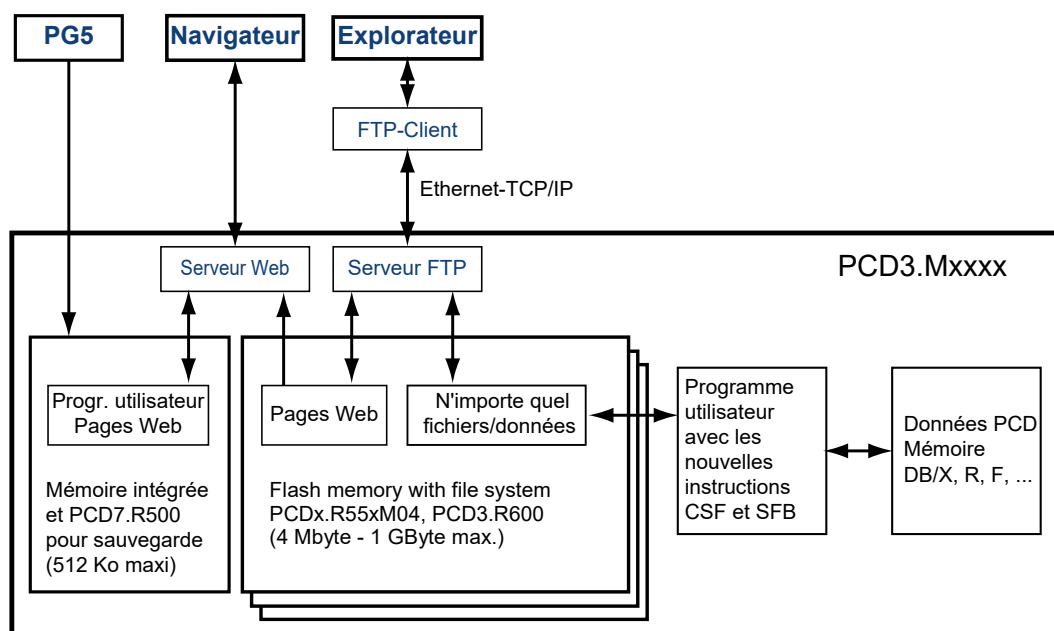 PG5
Navigateur
Explorateur
FTP-Client
Ethernet-TCP/IP
Serveur Web
Serveur FTP
PCD3.Mxxxx
Progr. utilisateur
Pages Web
Pages Web
N'importe quel
fichiers/données
Programme
utilisateur
avec les
nouvelles
instructions
CSF et SFB
Données PCD
Mémoire
DB/X, R, F, ...
Mémoire intégrée
et PCD7.R500
pour sauvegarde
(512 Ko maxi)
Flash memory with file system
PCDx.R55xM04, PCD3.R600
(4 Mbyte - 1 GByte max.)